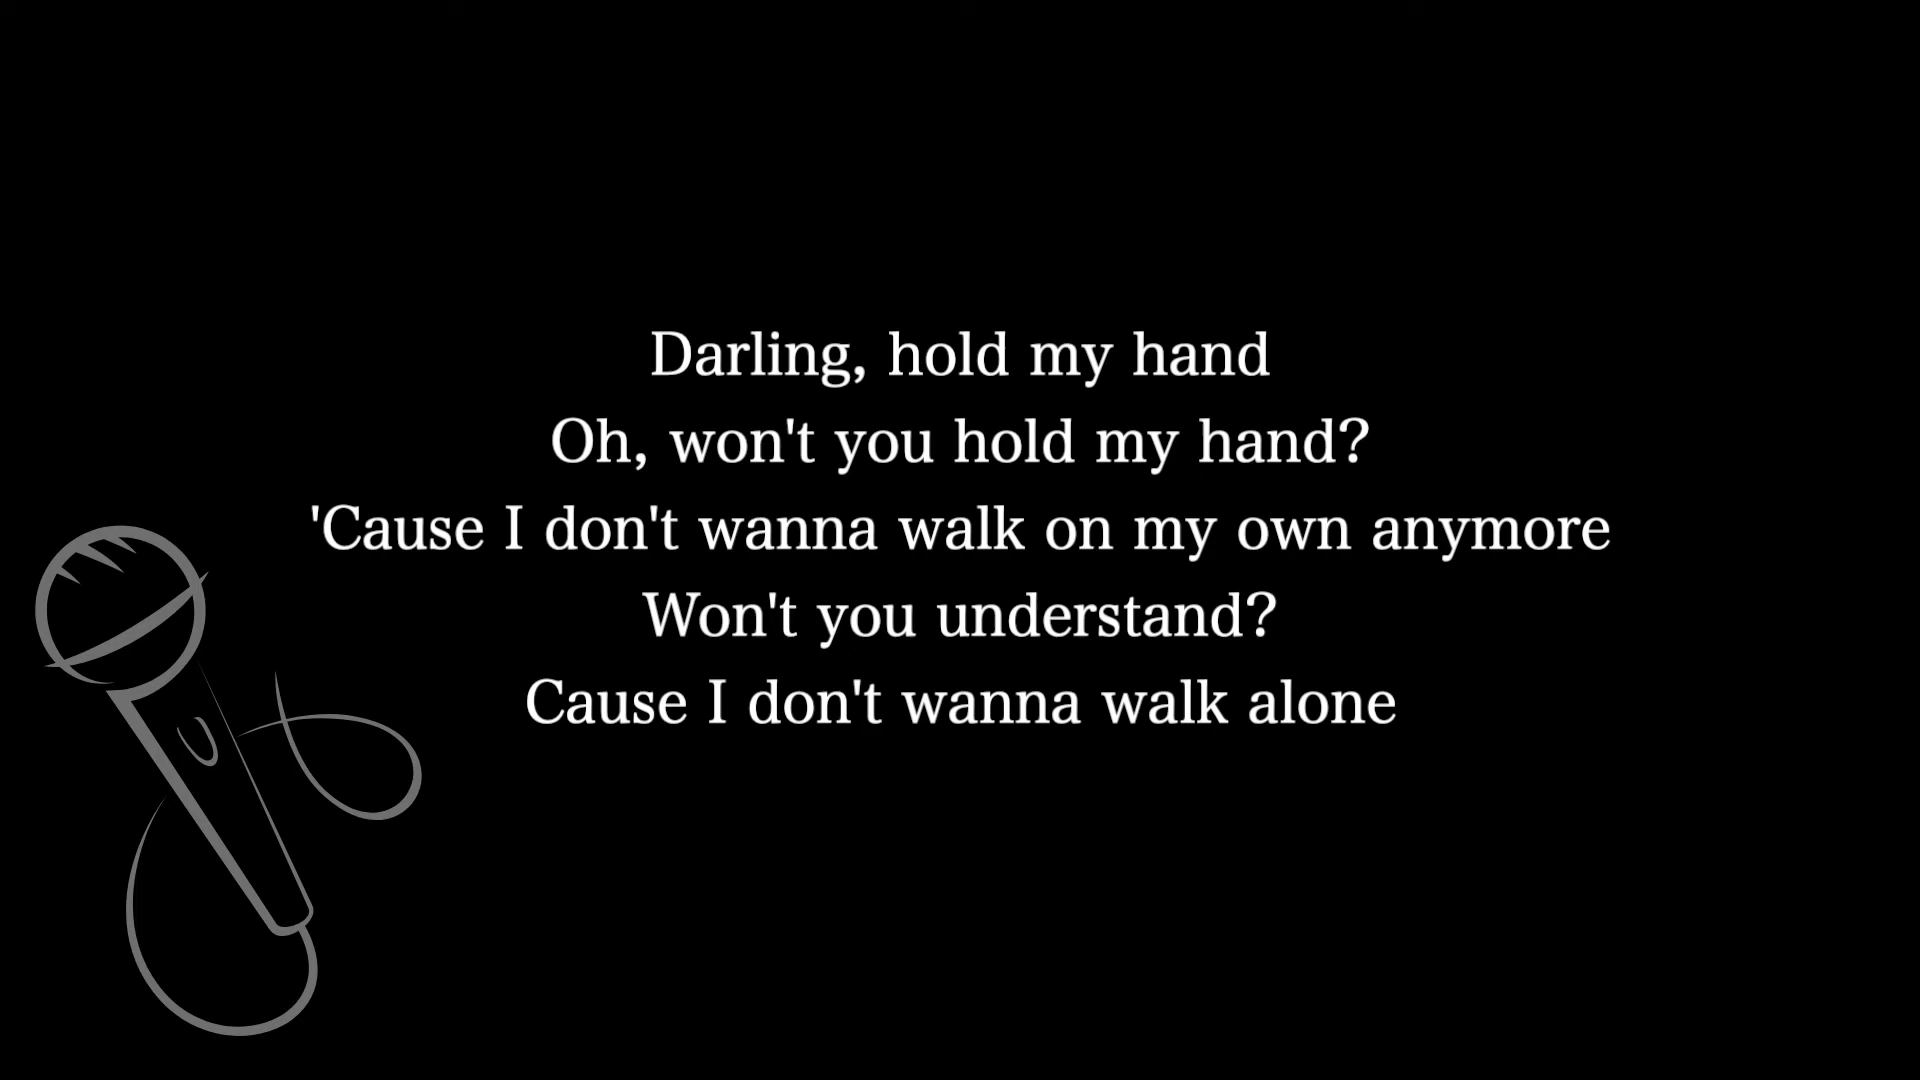 Darling, hold my hand
Oh, won't you hold my hand?
'Cause I don't wanna walk on my own anymore
Won't you understand?
Cause I don't wanna walk alone